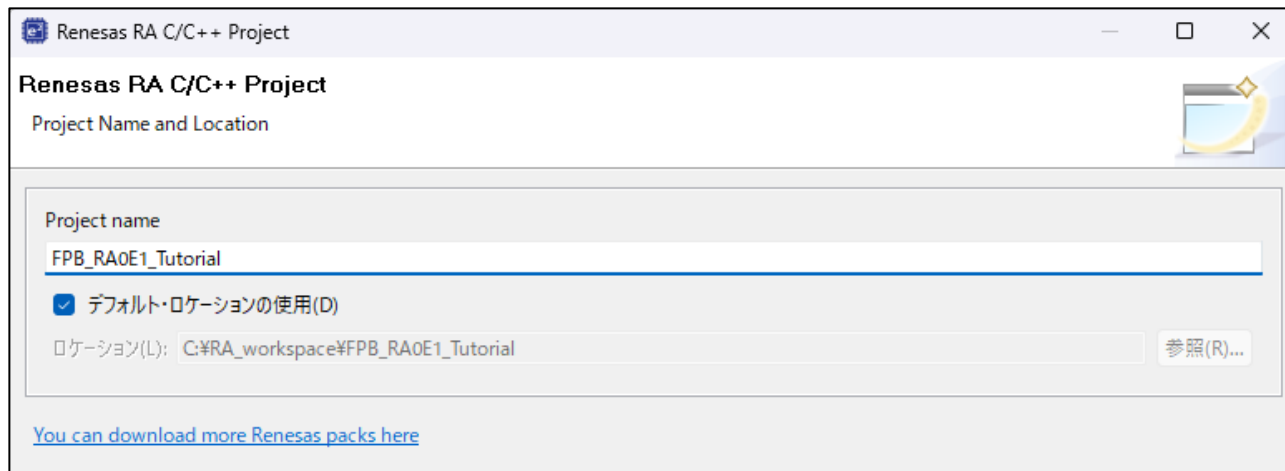 Renesas RA C/C++ Project
Renesas RA C/C++ Project
Project Name and Location
Project name
FPB_RA0E1_Tutorial
デフォルト・ロケーションの使用(D)
ロケーション(L): C:¥RA_workspace¥FPB_RA0E1_Tutorial 参照(R)...
You can download more Renesas packs here